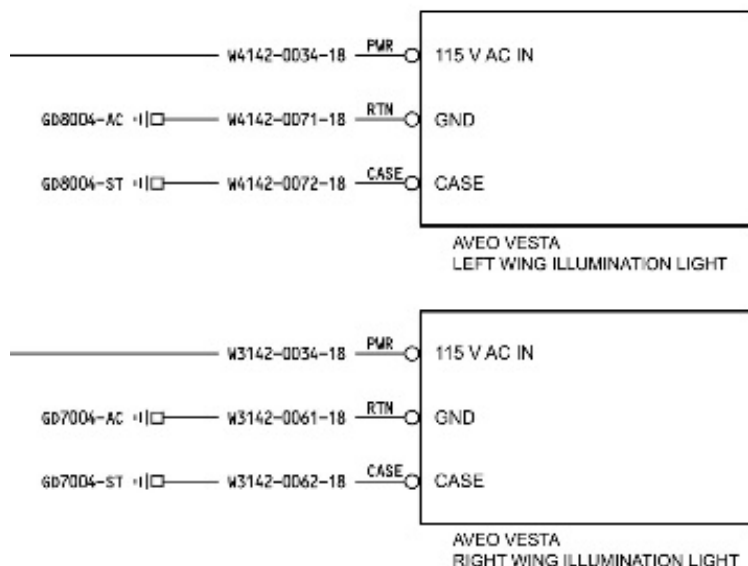 W4142-0034-18 PWR 115 V AC IN
GD8004-AC W4142-0071-18 RTN GND
GD8004-ST W4142-0072-18 CASE CASE
AVEO VESTA
LEFT WING ILLUMINATION LIGHT
W3142-0034-18 PWR 115 V AC IN
GD7004-AC W3142-0061-18 RTN GND
GD7004-ST W3142-0062-18 CASE CASE
AVEO VESTA
RIGHT WING ILLUMINATION LIGHT